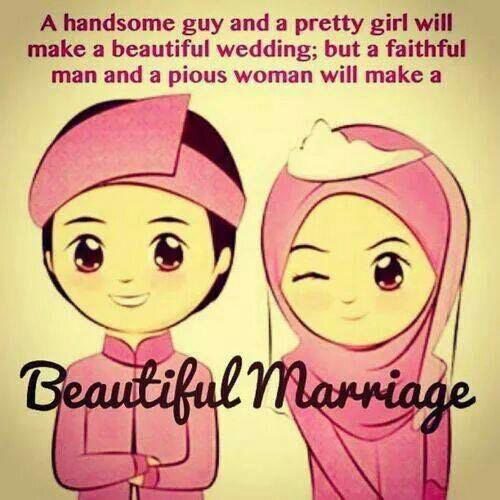 A handsome guy and a pretty girl will
make a beautiful wedding; but a faithful
man and a pious woman will make a
Beautiful Marriage